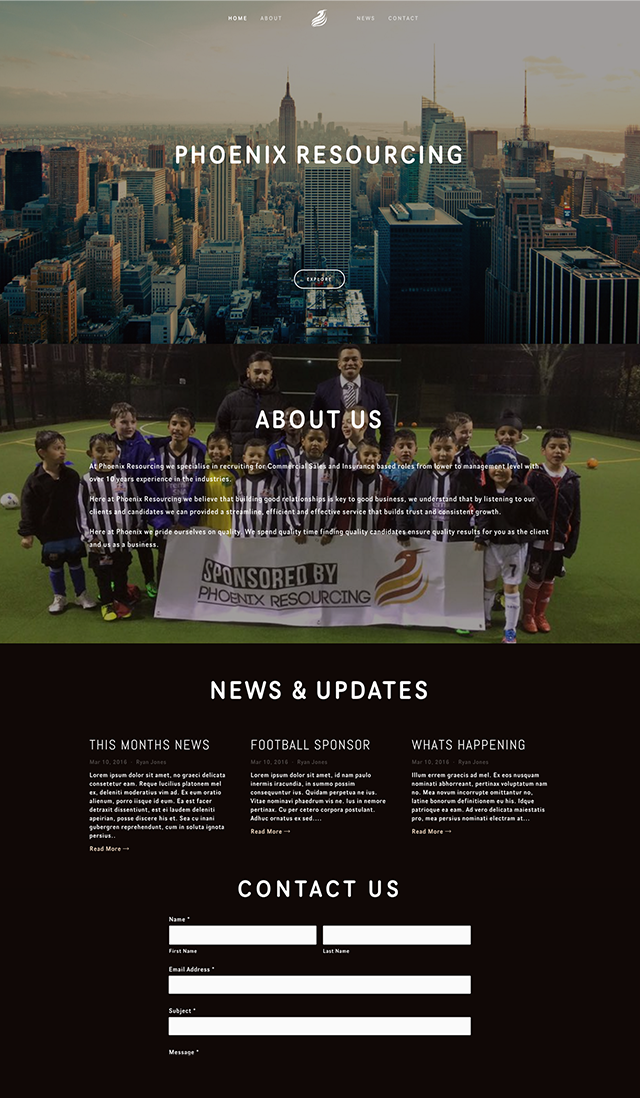 HOME ABOUT NEWS CONTACT
PHOENIX RESOURCING
EXPLORE
ABOUT US
At Phoenix Resourcing we specialise in recruiting for Commercial Sales and Insurance based roles from lower to management level with
over 10 years experience in the industries.
Here at Phoenix Resourcing we believe that building good relationships is key to good business, we understand that by listening to our
clients and candidates we can provided a streamline, efficient and effective service that builds trust and consistent growth.
Here at Phoenix we pride ourselves on quality. We spend quality time finding quality candidates ensure quality results for you as the client
and us as a business.
SPONSORED BY
PHOENIX RESOURCING
7
NEWS & UPDATES
THIS MONTHS NEWS
Mar 10, 2016 · Ryan Jones
Lorem ipsum dolor sit amet, no graeci delicata
consetetur eam. Reque lucilius platonem mel
ex, deleniti moderatius vim ad. Ex eum oratio
alienum, porro iisque id eum. Ea est facer
detraxit dissentiunt, est ei laudem deleniti
apeirian, posse discere his et. Sea cu inani
gubergren reprehendunt, cum in soluta ignota
persius..
Read More →
FOOTBALL SPONSOR
Mar 10, 2016 · Ryan Jones
Lorem ipsum dolor sit amet, id nam paulo
inermis iracundia, in summo possim
consequuntur ius. Quidam perpetua ne ius.
Vitae nominavi phaedrum vis ne. Ius in nemore
pertinax. Cu per cetero corpora postulant.
Adhuc ornatus ex sed....
Read More →
WHATS HAPPENING
Mar 10, 2016 · Ryan Jones
Illum errem graecis ad mel. Ex eos nusquam
nominati abhorreant, pertinax voluptatum nam
no. Mea novum incorrupte omittantur no,
latine bonorum definitionem eu his. Idque
patrioque ea eam. Ad vero delicata maiestatis
pro, mea persius nominati electram at...
Read More →
CONTACT US
Name *
First Name Last Name
Email Address *
Subject *
Message *